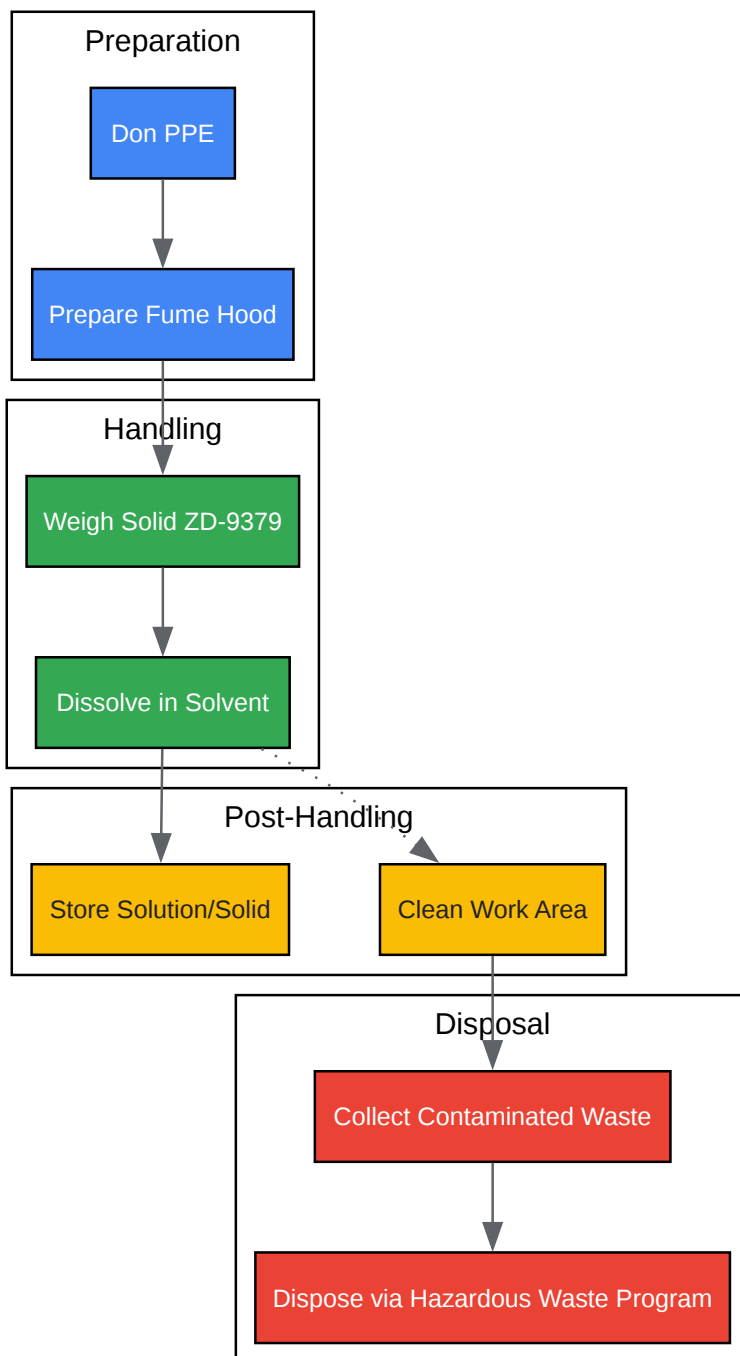 Preparation
Don PPE
Prepare Fume Hood
Handling
Weigh Solid ZD-9379
Dissolve in Solvent
Post-Handling
Store Solution/Solid
Clean Work Area
Disposal
Collect Contaminated Waste
Dispose via Hazardous Waste Program